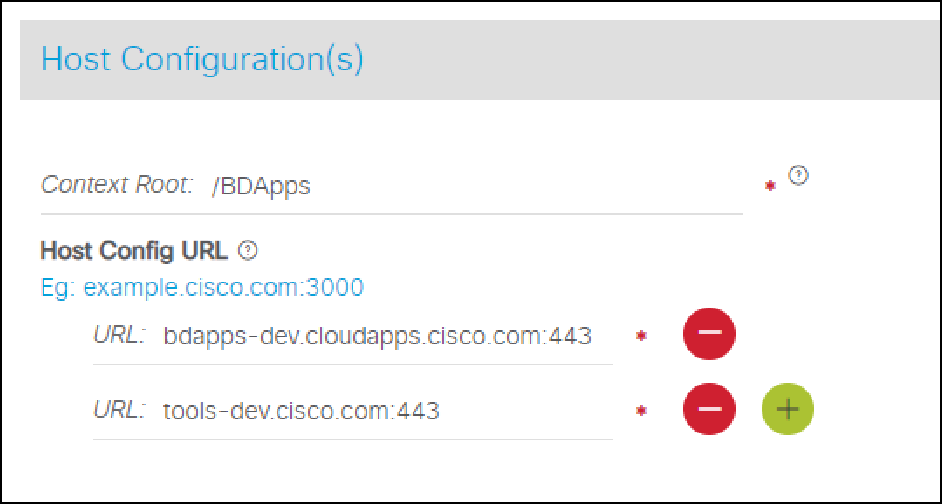 Host Configuration(s)
Context Root: /BDApps * ?
Host Config URL ?
Eg: example.cisco.com:3000
URL: bdapps-dev.cloudapps.cisco.com:443 *
URL: tools-dev.cisco.com:443 *